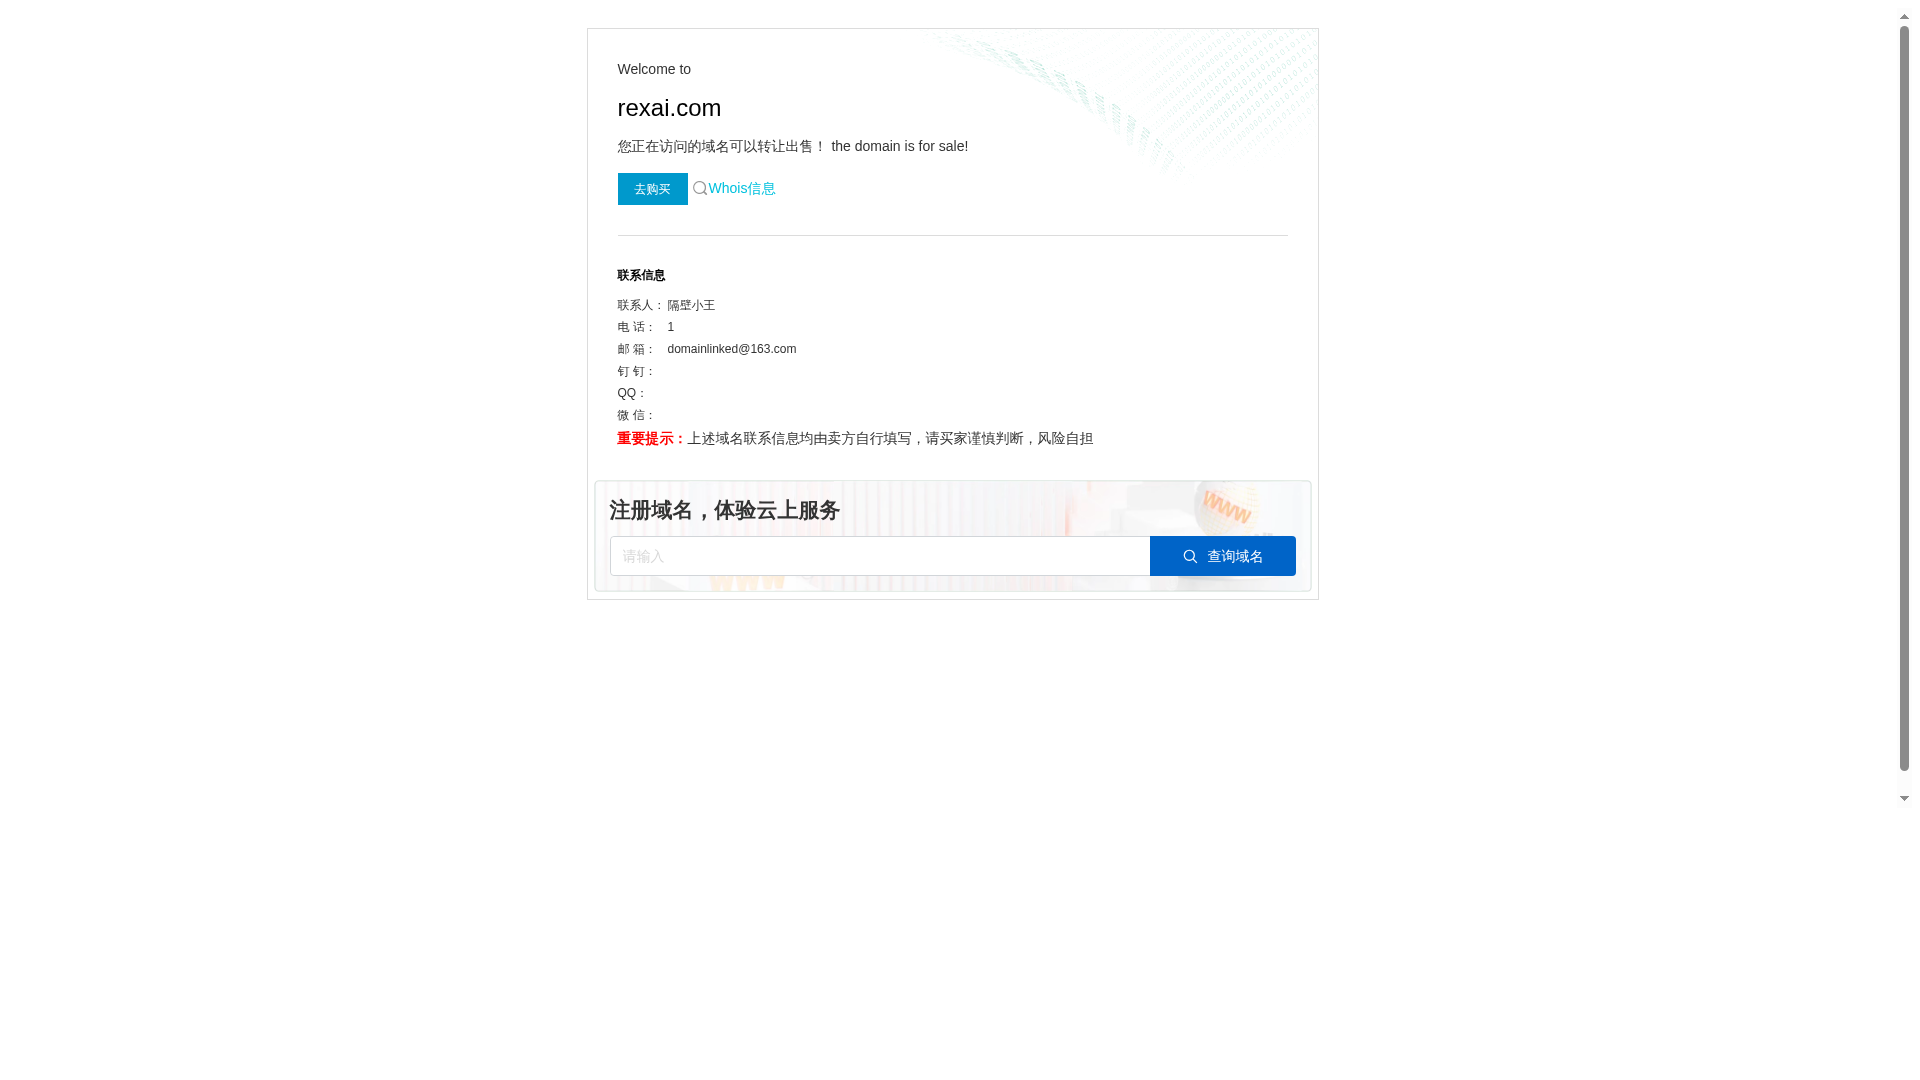 Welcome to
rexai.com
您正在访问的域名可以转让出售！ the domain is for sale!
去购买 Whois信息
联系信息
联系人： 隔壁小王
电 话： 1
邮 箱： domainlinked@163.com
钉 钉：
QQ：
微 信：
重要提示：上述域名联系信息均由卖方自行填写，请买家谨慎判断，风险自担
注册域名，体验云上服务
请输入 查询域名
www
www